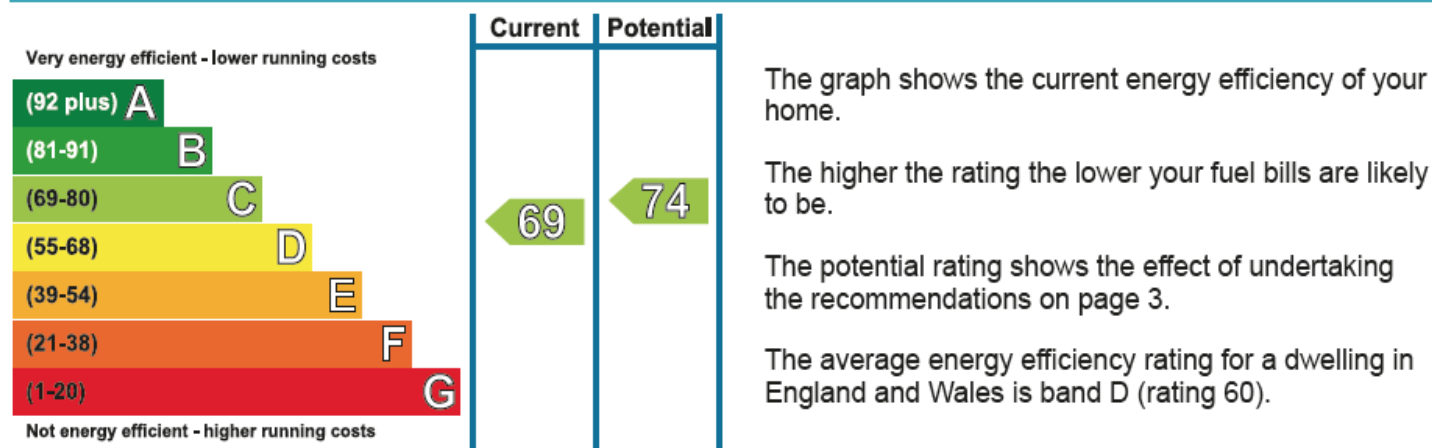 Current Potential
Very energy efficient - lower running costs
(92 plus) A
(81-91) B
(69-80) C
(55-68) D
(39-54) E
(21-38) F
(1-20) G
Not energy efficient - higher running costs
69
74
The graph shows the current energy efficiency of your
home.
The higher the rating the lower your fuel bills are likely
to be.
The potential rating shows the effect of undertaking
the recommendations on page 3.
The average energy efficiency rating for a dwelling in
England and Wales is band D (rating 60).